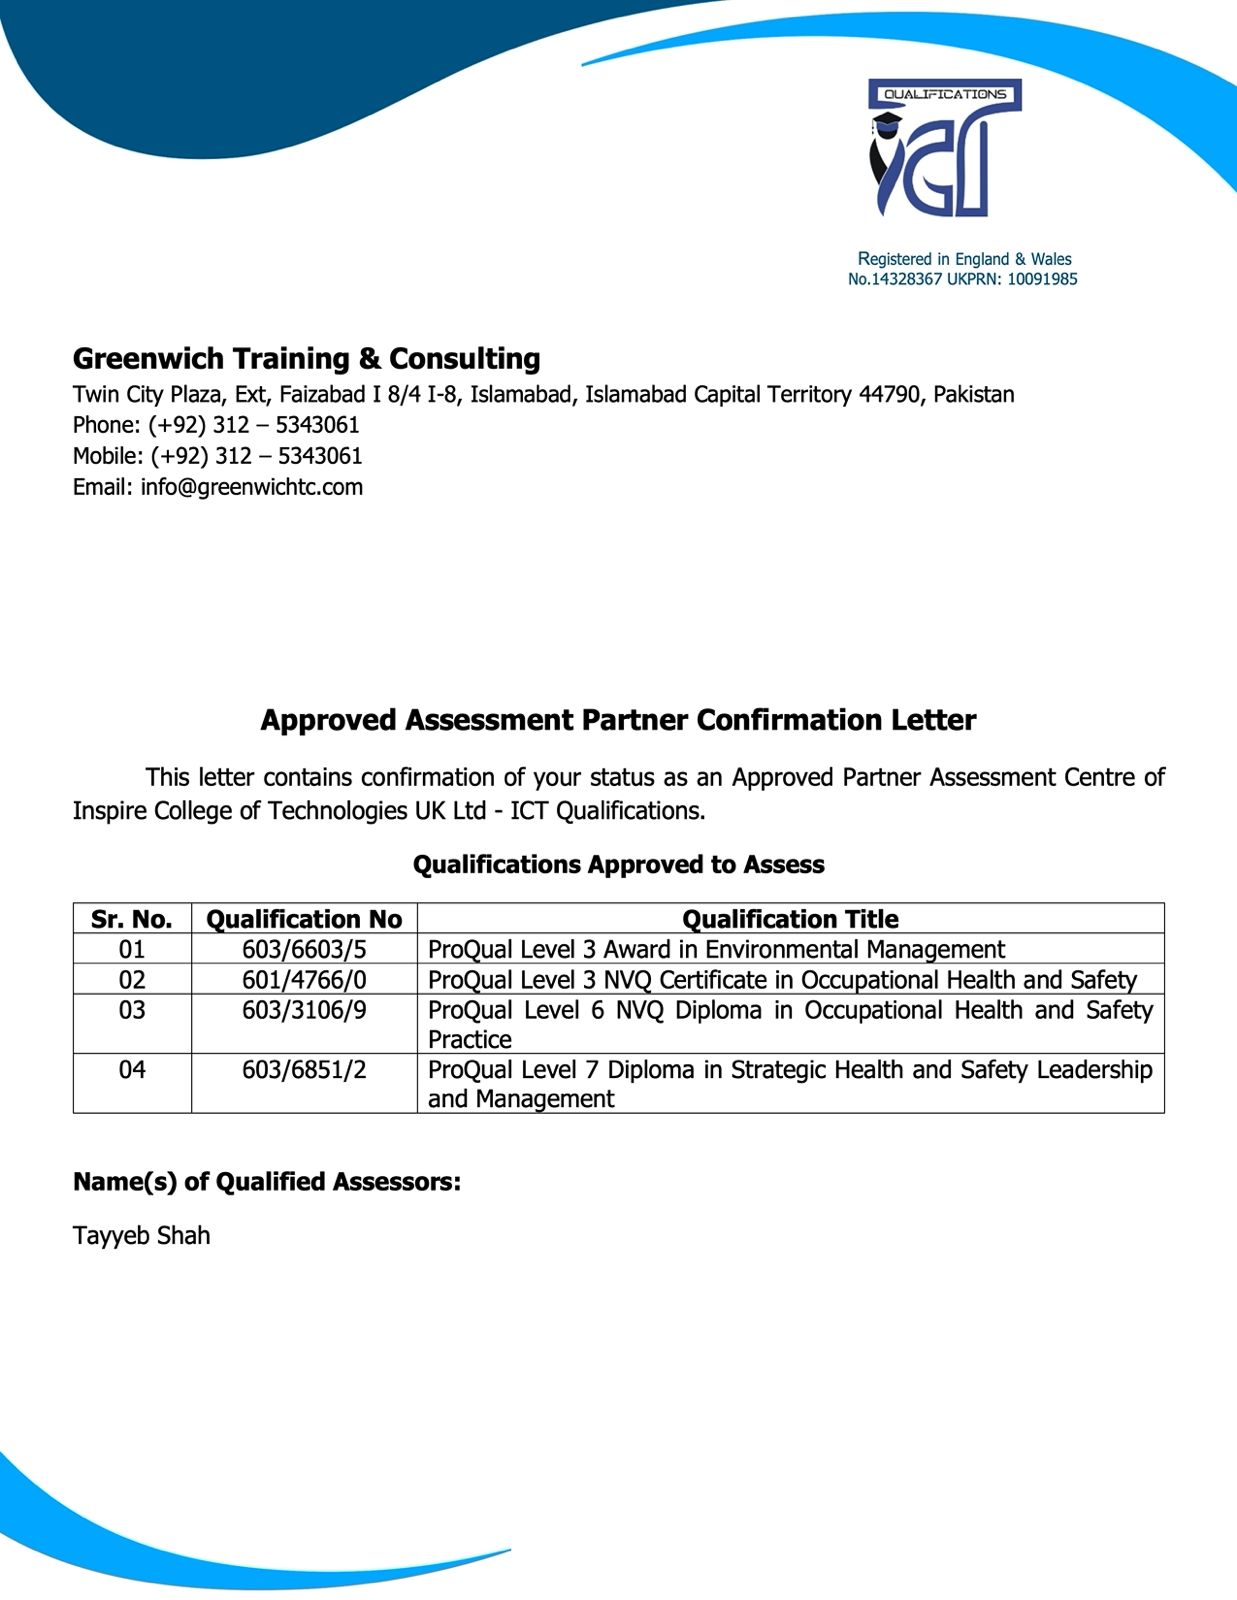 QUALIFICATIONS
iCT
Registered in England & Wales
No.14328367 UKPRN: 10091985
Greenwich Training & Consulting
Twin City Plaza, Ext, Faizabad I 8/4 I-8, Islamabad, Islamabad Capital Territory 44790, Pakistan
Phone: (+92) 312 – 5343061
Mobile: (+92) 312 – 5343061
Email: info@greenwichtc.com
Approved Assessment Partner Confirmation Letter
This letter contains confirmation of your status as an Approved Partner Assessment Centre of
Inspire College of Technologies UK Ltd - ICT Qualifications.
Qualifications Approved to Assess
Sr. No. Qualification No Qualification Title
01 603/6603/5 ProQual Level 3 Award in Environmental Management
02 601/4766/0 ProQual Level 3 NVQ Certificate in Occupational Health and Safety
03 603/3106/9 ProQual Level 6 NVQ Diploma in Occupational Health and Safety
Practice
04 603/6851/2 ProQual Level 7 Diploma in Strategic Health and Safety Leadership
and Management
Name(s) of Qualified Assessors:
Tayyeb Shah